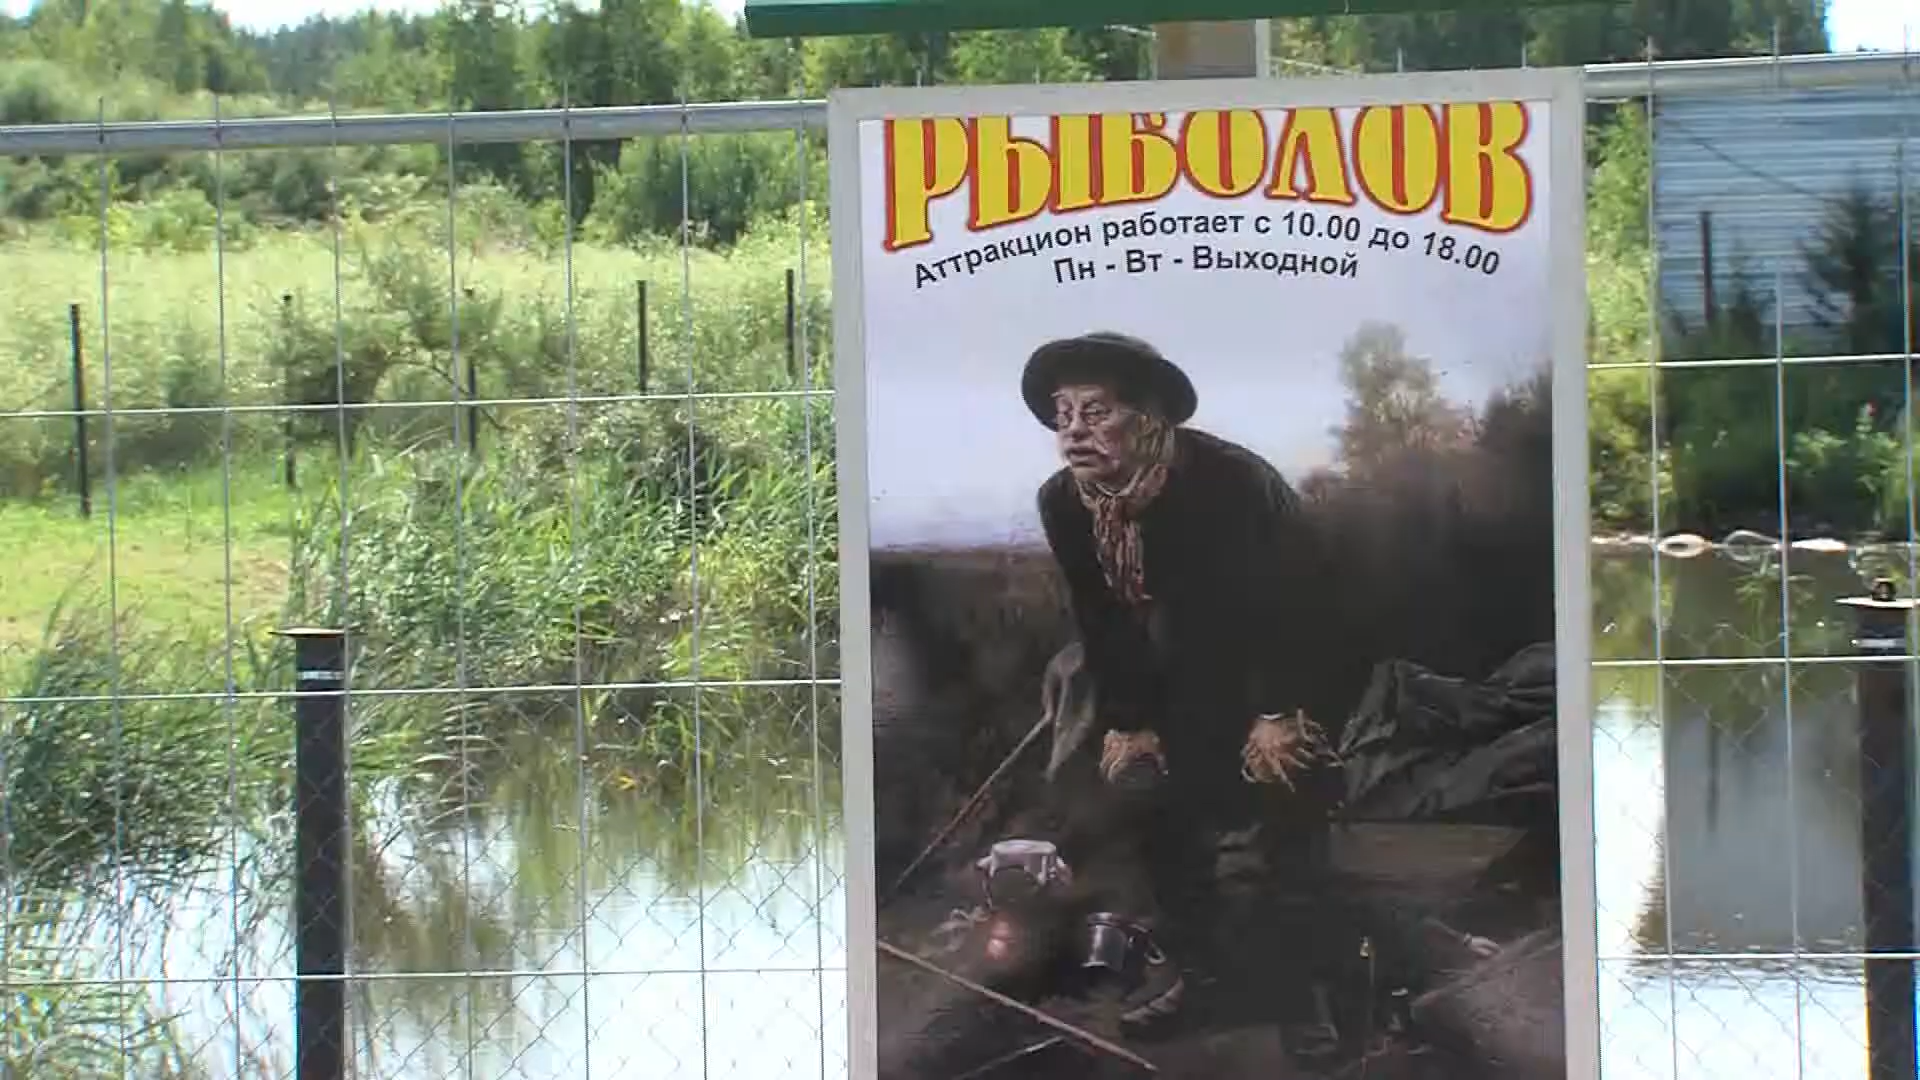 РЫБОЛОВ
Аттракцион работает с 10.00 до 18.00
Пн - Вт - Выходной